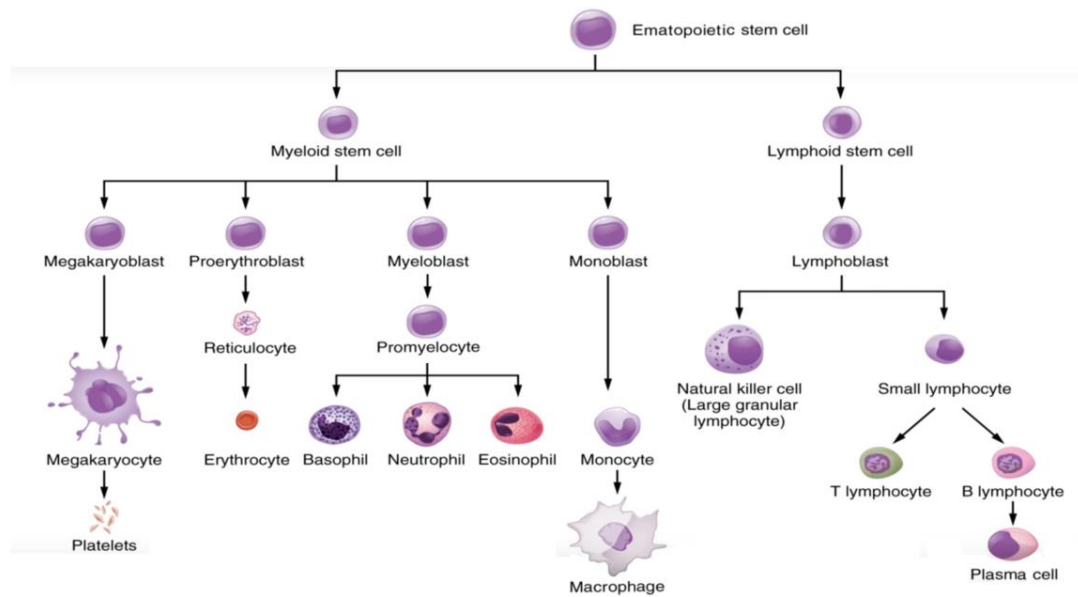 Ematopoietic stem cell
Myeloid stem cell
Lymphoid stem cell
Megakaryoblast
Proerythroblast
Myeloblast
Monoblast
Lymphoblast
Reticulocyte
Promyelocyte
Natural killer cell
(Large granular
lymphocyte)
Small lymphocyte
Megakaryocyte
Erythrocyte
Basophil
Neutrophil
Eosinophil
Monocyte
T lymphocyte
B lymphocyte
Platelets
Macrophage
Plasma cell